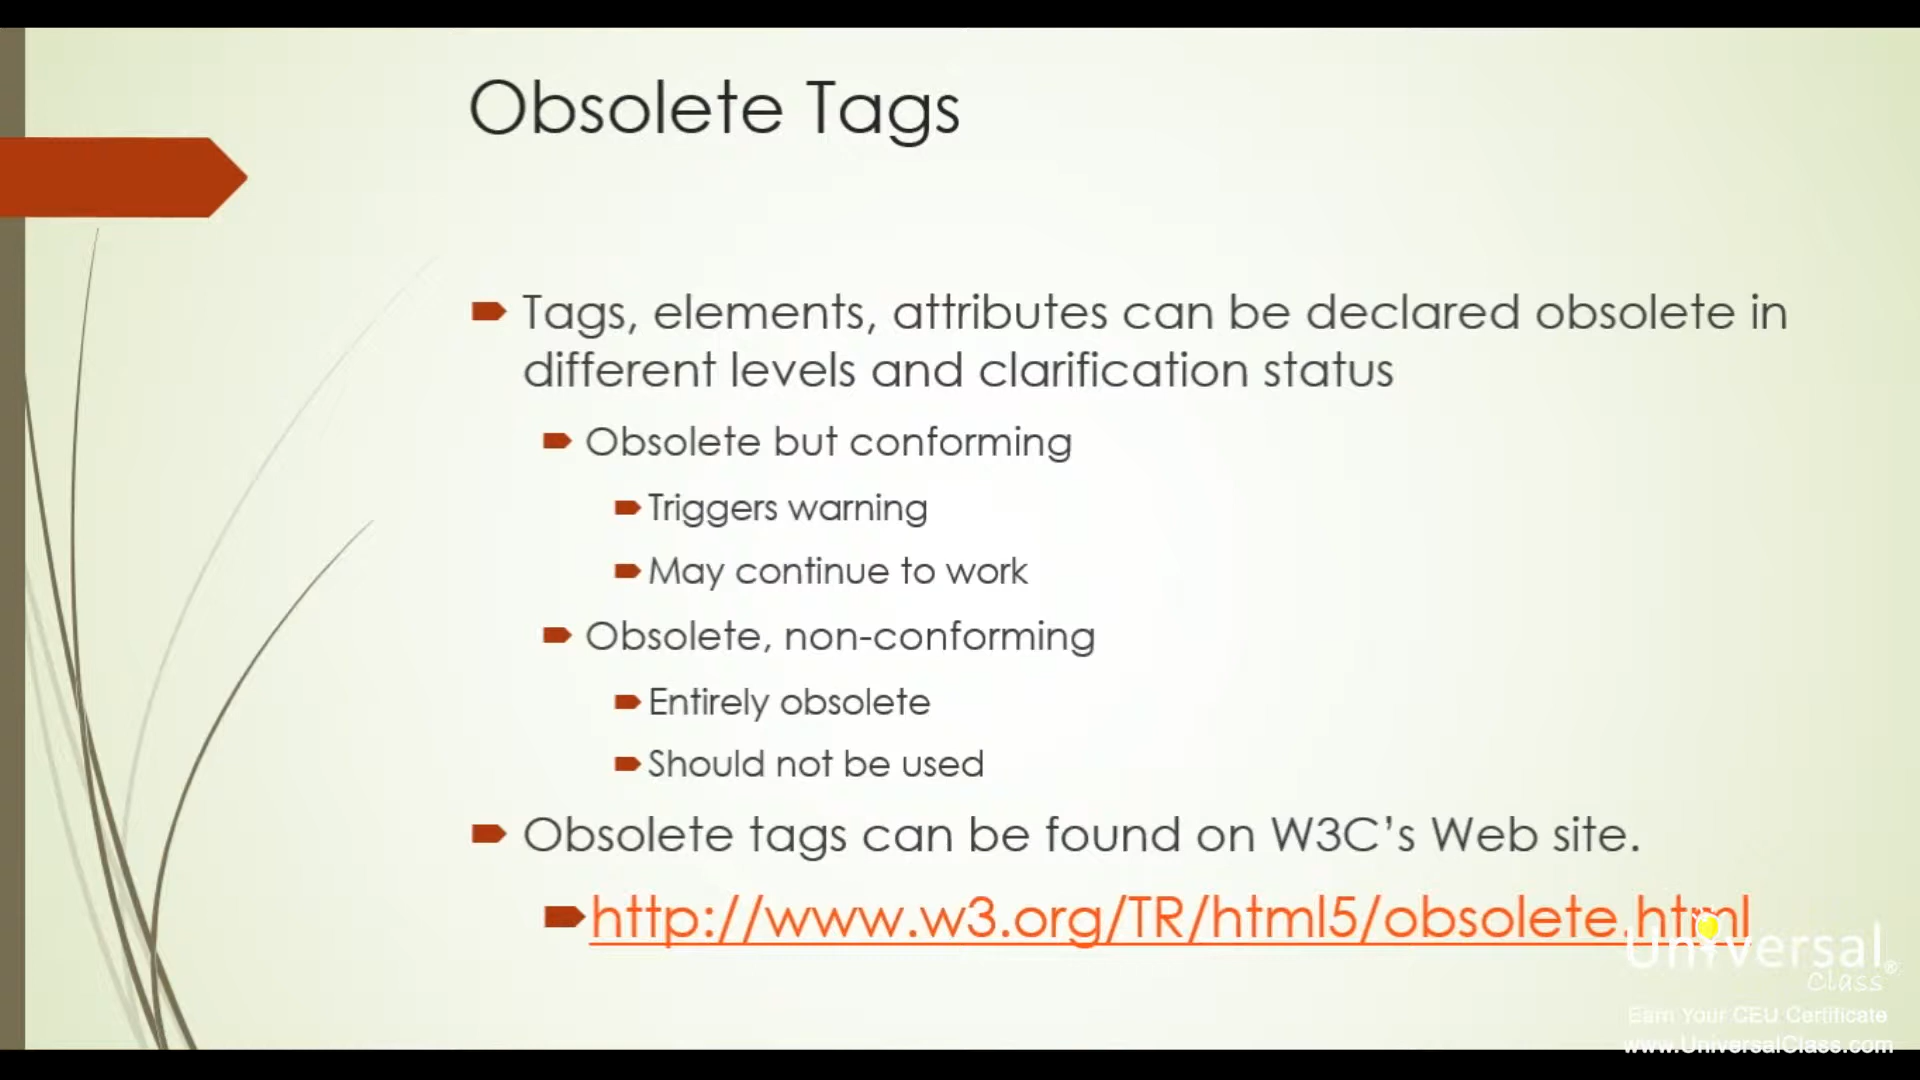 Obsolete Tags
Tags, elements, attributes can be declared obsolete in
different levels and clarification status
Obsolete but conforming
Triggers warning
May continue to work
Obsolete, non-conforming
Entirely obsolete
Should not be used
Obsolete tags can be found on W3C’s Web site.
http://www.w3.org/TR/html5/obsolete.html
Universal
Class®
Earn Your CEU Certificate
www.UniversalClass.com